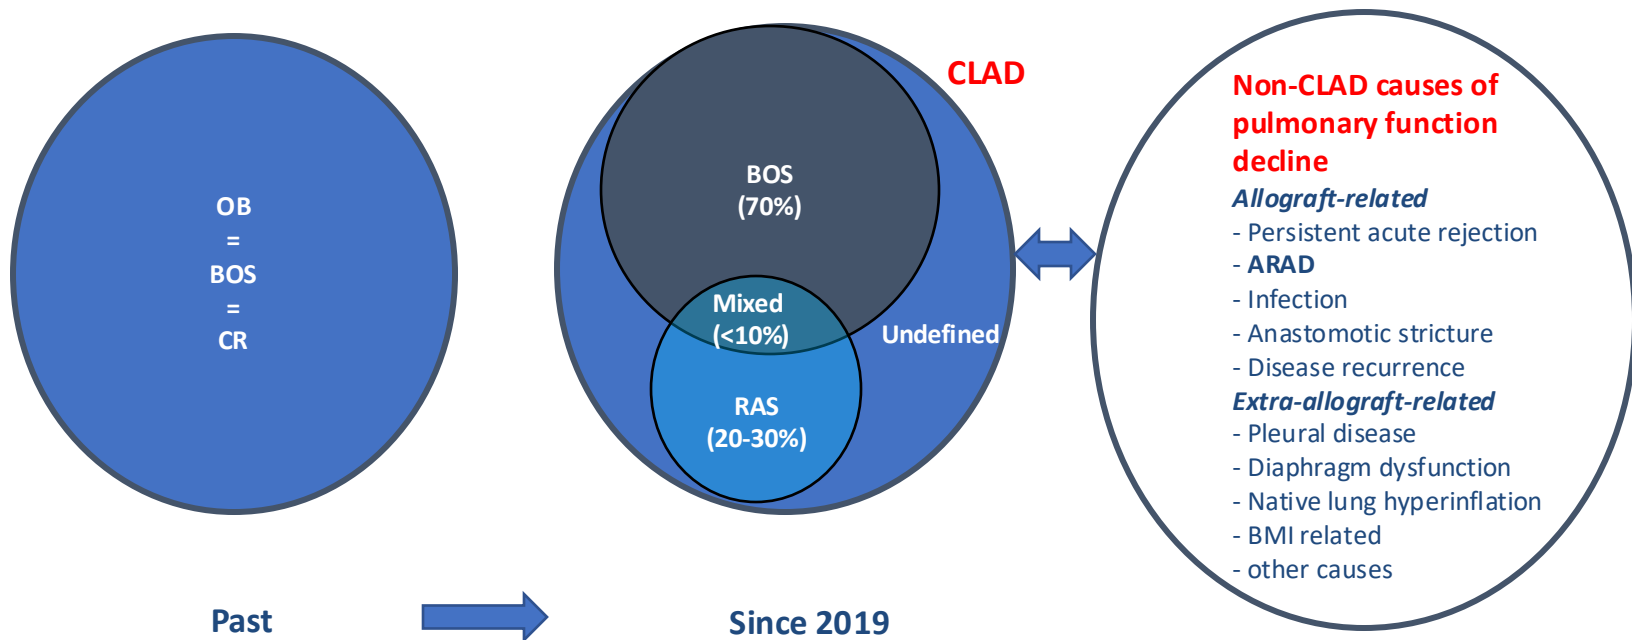 OB
=
BOS
=
CR
Past
CLAD
BOS
(70%)
Mixed
(<10%)
Undefined
RAS
(20-30%)
Since 2019
Non-CLAD causes of
pulmonary function
decline
Allograft-related
- Persistent acute rejection
- ARAD
- Infection
- Anastomotic stricture
- Disease recurrence
Extra-allograft-related
- Pleural disease
- Diaphragm dysfunction
- Native lung hyperinflation
- BMI related
- other causes